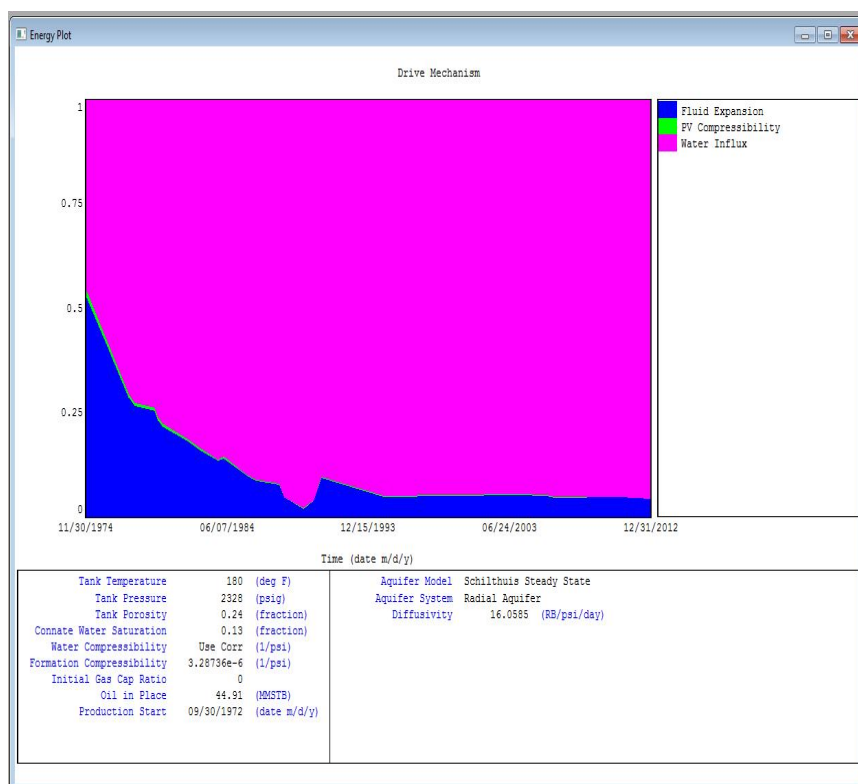 Energy Plot
Drive Mechanism
1
0.75
0.5
0.25
0
11/30/1974 06/07/1984 12/15/1993 06/24/2003 12/31/2012
Time (date m/d/y)
Fluid Expansion
PV Compressibility
Water Influx
Tank Temperature 180 (deg F)
Tank Pressure 2328 (psig)
Tank Porosity 0.24 (fraction)
Connate Water Saturation 0.13 (fraction)
Water Compressibility Use Corr (1/psi)
Formation Compressibility 3.28736e-6 (1/psi)
Initial Gas Cap Ratio 0
Oil in Place 44.91 (MMSTB)
Production Start 09/30/1972 (date m/d/y)
Aquifer Model Schilthuis Steady State
Aquifer System Radial Aquifer
Diffusivity 16.0585 (RB/psi/day)